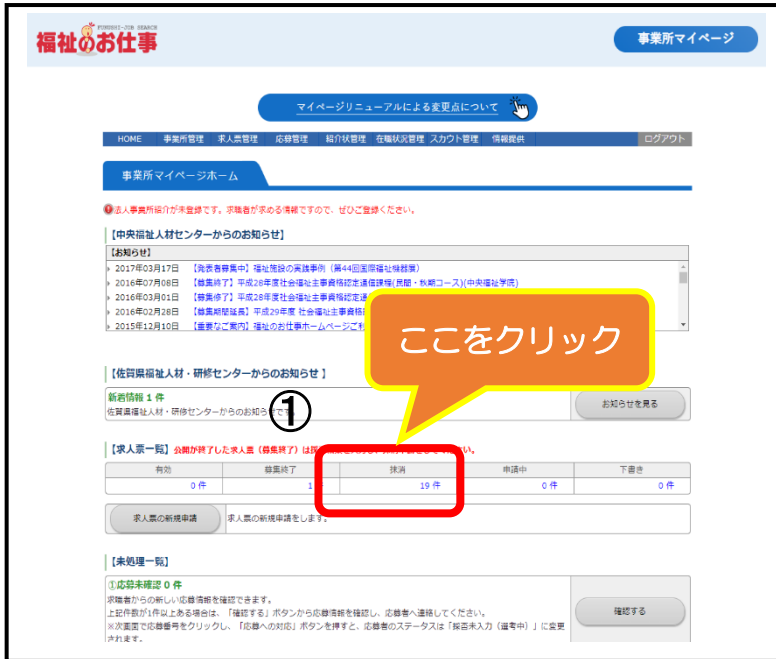 FUKUSHI-JOB SEARCH
福祉のお仕事
事業所マイページ
マイページリニューアルによる変更点について
HOME 事業所管理 求人票管理 応募管理 紹介状管理 在職状況管理 スカウト管理 情報提供 ログアウト
事業所マイページホーム
法人事業所紹介が未登録です。求職者が求める情報ですので、ぜひご登録ください。
【中央福祉人材センターからのお知らせ】
【お知らせ】
2017年03月17日 【発表者募集中】福祉施設の実践事例（第44回国際福祉機器展）
2016年07月08日 【募集終了】平成28年度社会福祉主事資格認定通信課程(民間・秋期コース)(中央福祉学院)
2016年03月01日 【募集修了】平成28年度社会福祉主事資格認定通
2016年02月28日 【募集期間延長】平成29年度 社会福祉主事資格
2015年12月10日 【重要なご案内】福祉のお仕事ホームページご利
ここをクリック
【佐賀県福祉人材・研修センターからのお知らせ 】
新着情報 1 件
佐賀県福祉人材・研修センターからのお知らせです。
お知らせを見る
①
【求人票一覧】 公開が終了した求人票（募集終了）は採
い。
有効 募集終了 抹消 申請中 下書き
0 件 1 19 件 0 件 0 件
求人票の新規申請 求人票の新規申請をします。
【未処理一覧】
①応募未確認 0 件
求職者からの新しい応募情報を確認できます。
上記件数が1件以上ある場合は、「確認する」ボタンから応募情報を確認し、応募者へ連絡してください。
※次画面で応募番号をクリックし、「応募への対応」ボタンを押すと、応募者のステータスは「採否未入力（選考中）」に変更
されます。
確認する